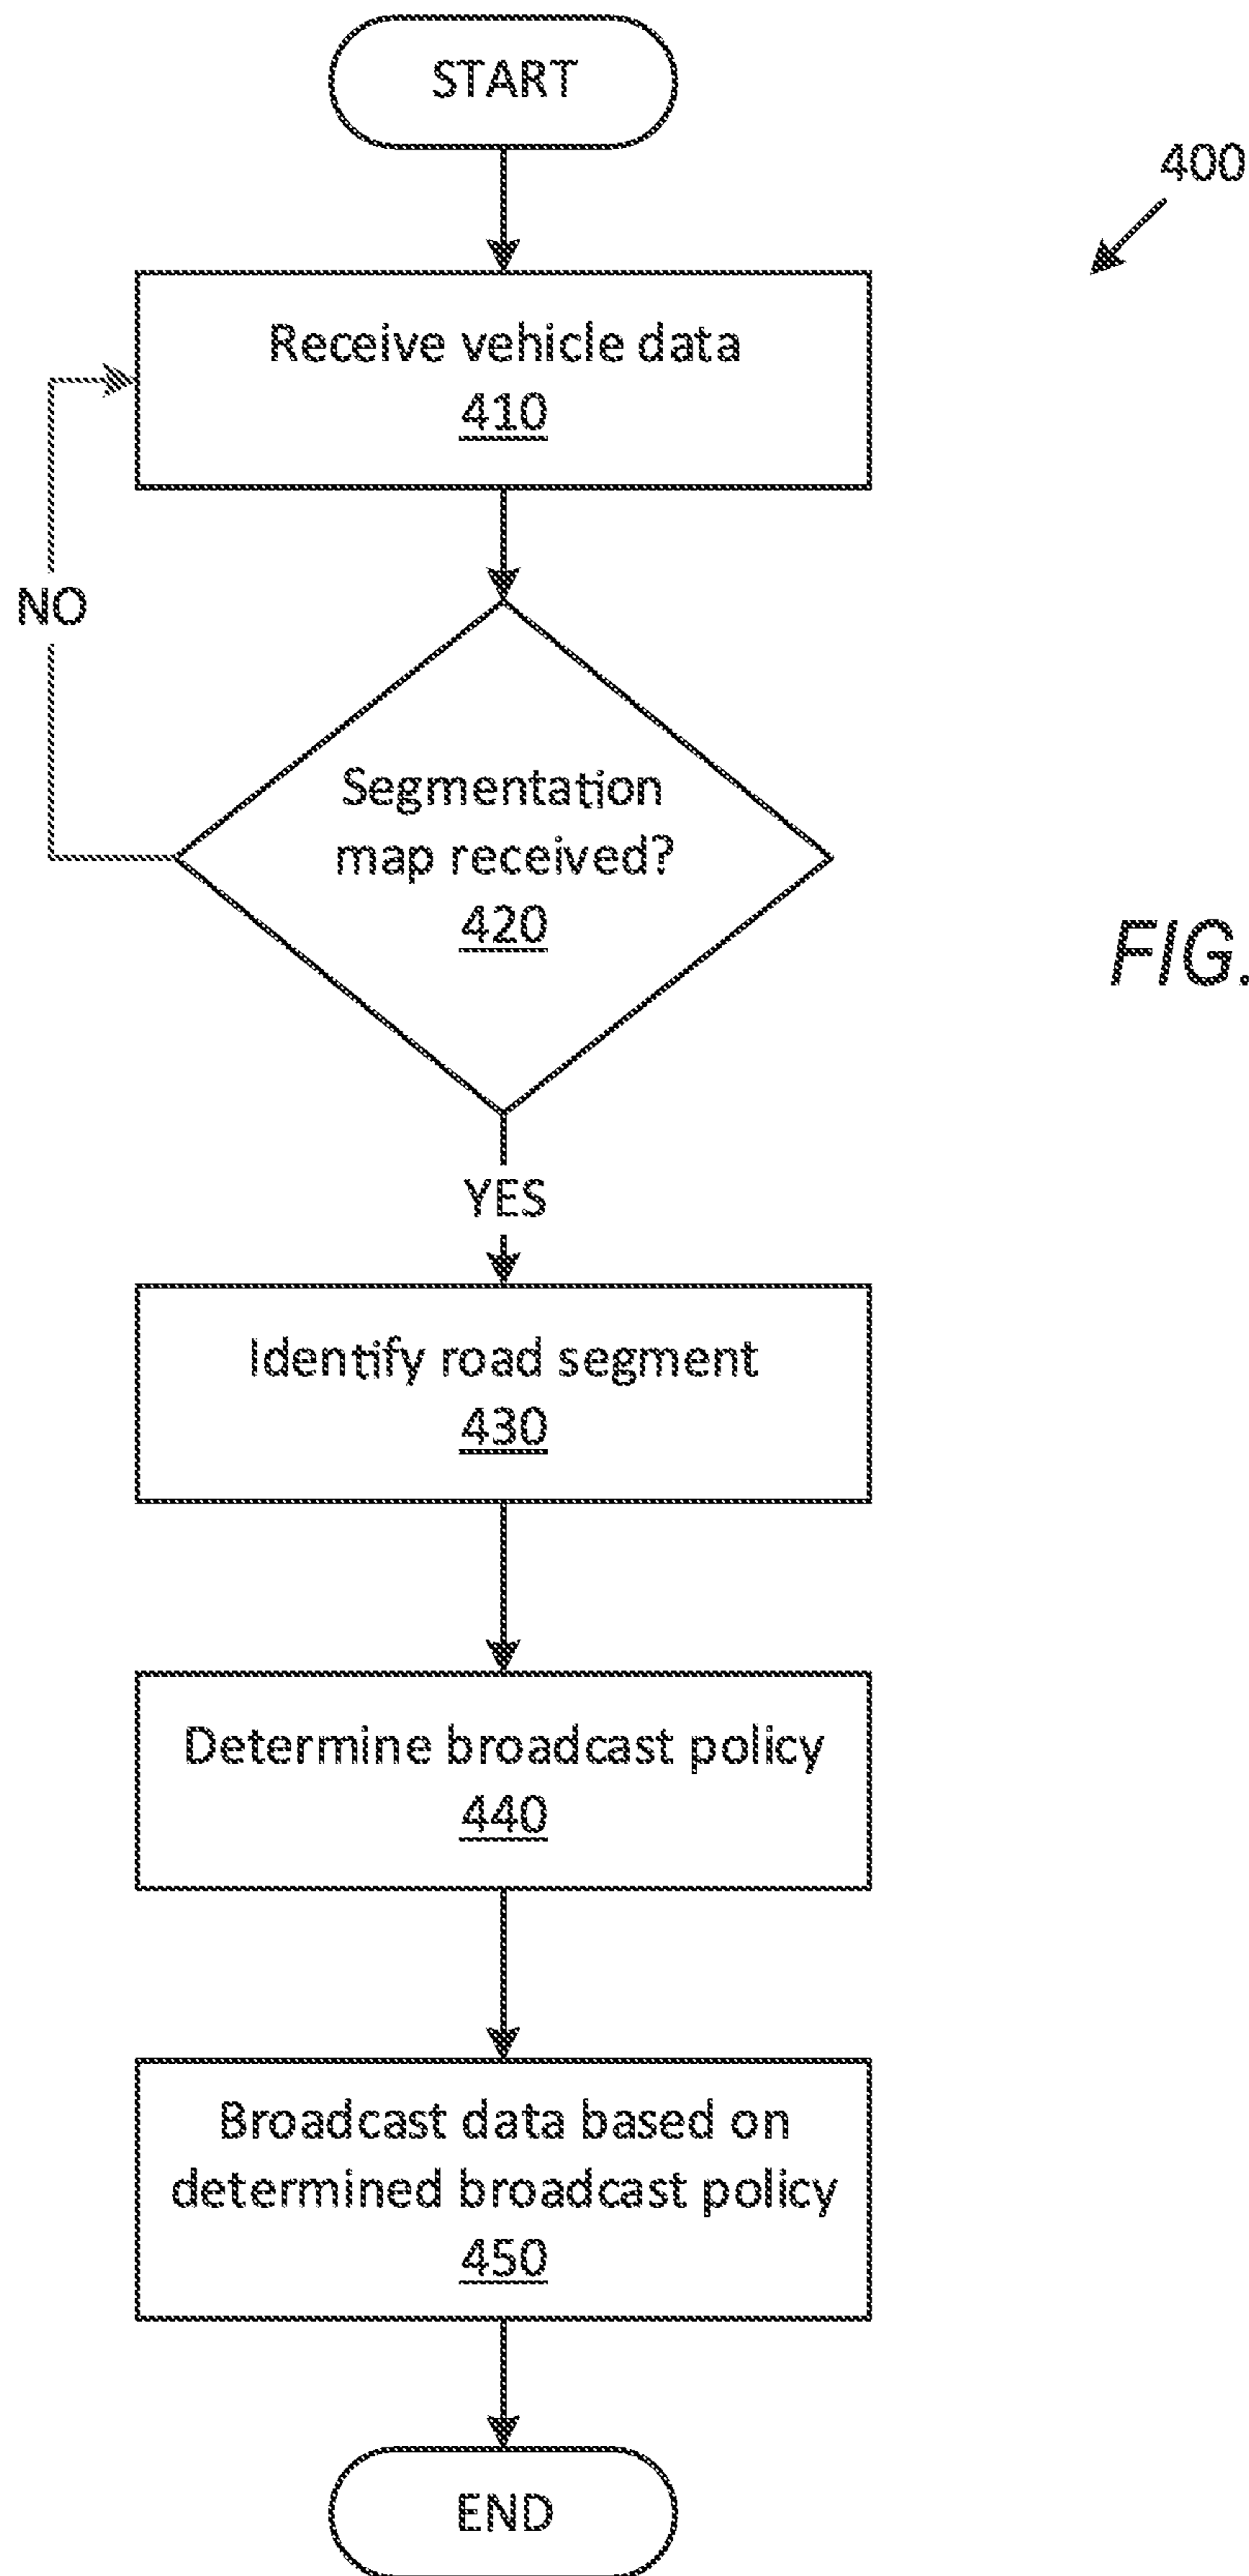 START
400
Receive vehicle data
410
NO
Segmentation
map received?
420
FIG.
YES
Identify road segment
430
Determine broadcast policy
440
Broadcast data based on
determined broadcast policy
450
END